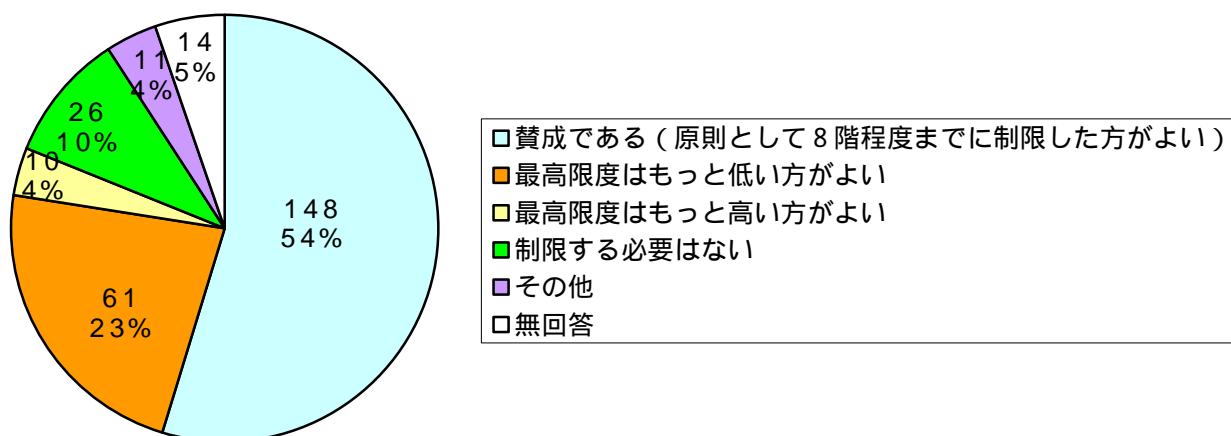 14
5%
11
4%
26
10%
10
4%
148
54%
61
23%
賛成である（原則として８階程度までに制限した方がよい）
最高限度はもっと低い方がよい
最高限度はもっと高い方がよい
制限する必要はない
その他
無回答